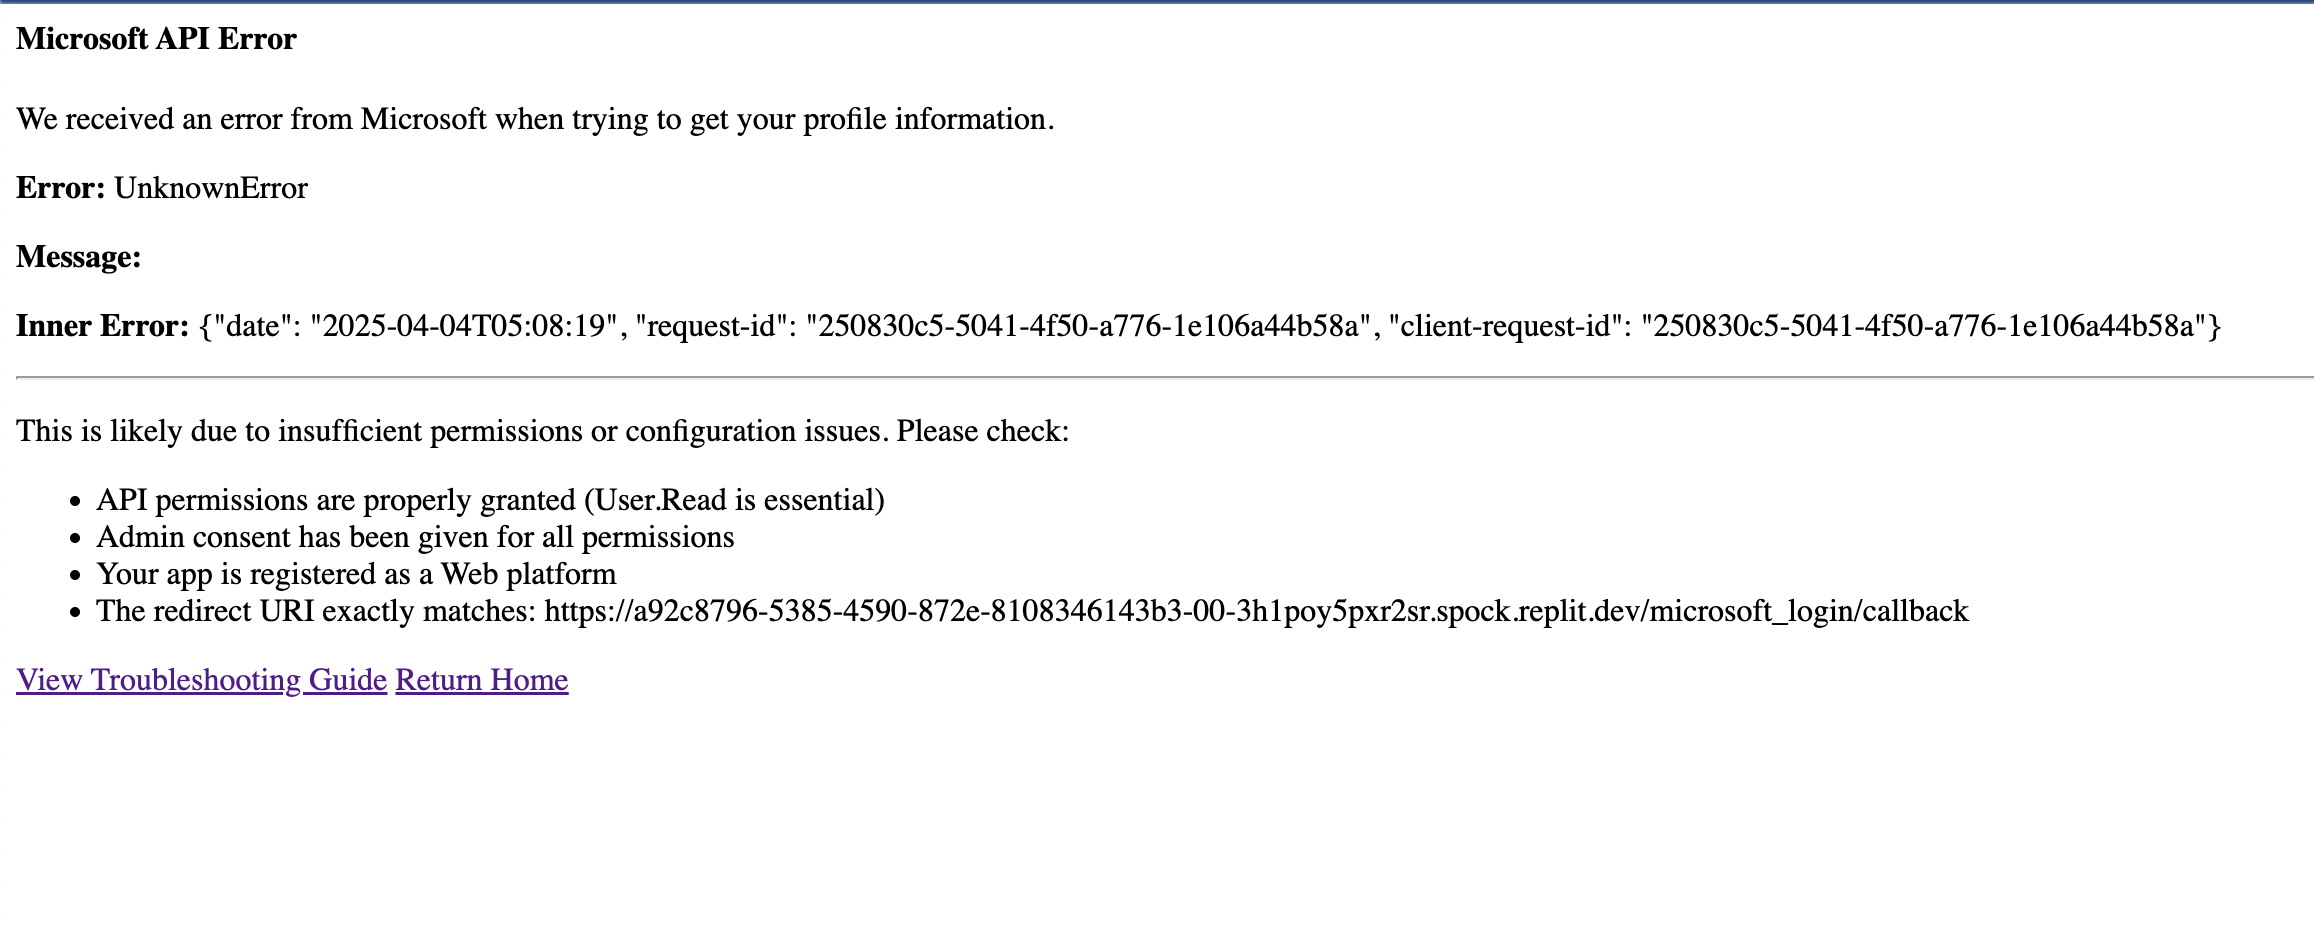 Microsoft API Error
We received an error from Microsoft when trying to get your profile information.
Error: UnknownError
Message:
Inner Error: {"date": "2025-04-04T05:08:19", "request-id": "250830c5-5041-4f50-a776-1e106a44b58a", "client-request-id": "250830c5-5041-4f50-a776-1e106a44b58a"}
This is likely due to insufficient permissions or configuration issues. Please check:
• API permissions are properly granted (User.Read is essential)
• Admin consent has been given for all permissions
• Your app is registered as a Web platform
• The redirect URI exactly matches: https://a92c8796-5385-4590-872e-8108346143b3-00-3h1poy5pxr2sr.spock.replit.dev/microsoft_login/callback
View Troubleshooting Guide Return Home